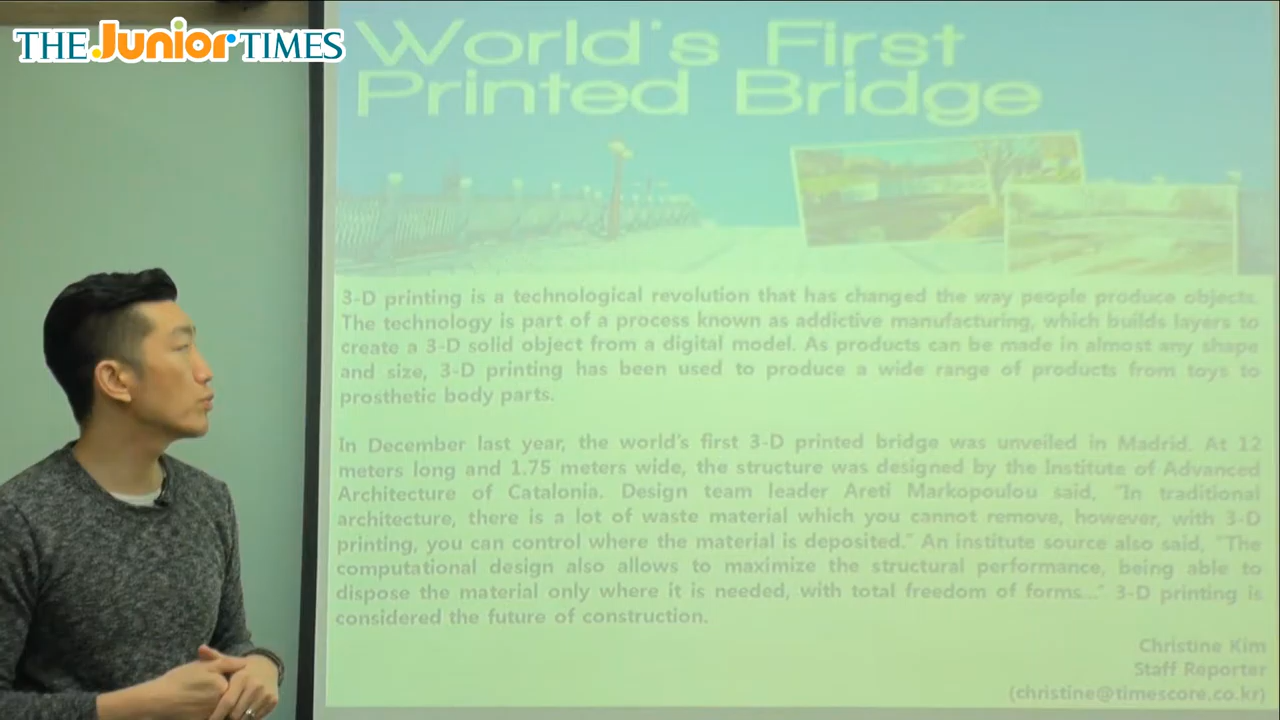 THE Junior TIMES
World's First
Printed Bridge
3-D printing is a technological revolution that has changed the way people produce objects.
The technology is part of a process known as addictive manufacturing, which builds layers to
create a 3-D solid object from a digital model. As products can be made in almost any shape
and size, 3-D printing has been used to produce a wide range of products from toys to
prosthetic body parts.
In December last year, the world's first 3-D printed bridge was unveiled in Madrid. At 12
meters long and 1.75 meters wide, the structure was designed by the Institute of Advanced
Architecture of Catalonia. Design team leader Areti Markopoulou said, "In traditional
architecture, there is a lot of waste material which you cannot remove, however, with 3-D
printing, you can control where the material is deposited." An institute source also said, "The
computational design also allows to maximize the structural performance, being able to
dispose the material only where it is needed, with total freedom of forms..." 3-D printing is
considered the future of construction.
Christine Kim
Staff Reporter
(christine@timescore.co.kr)